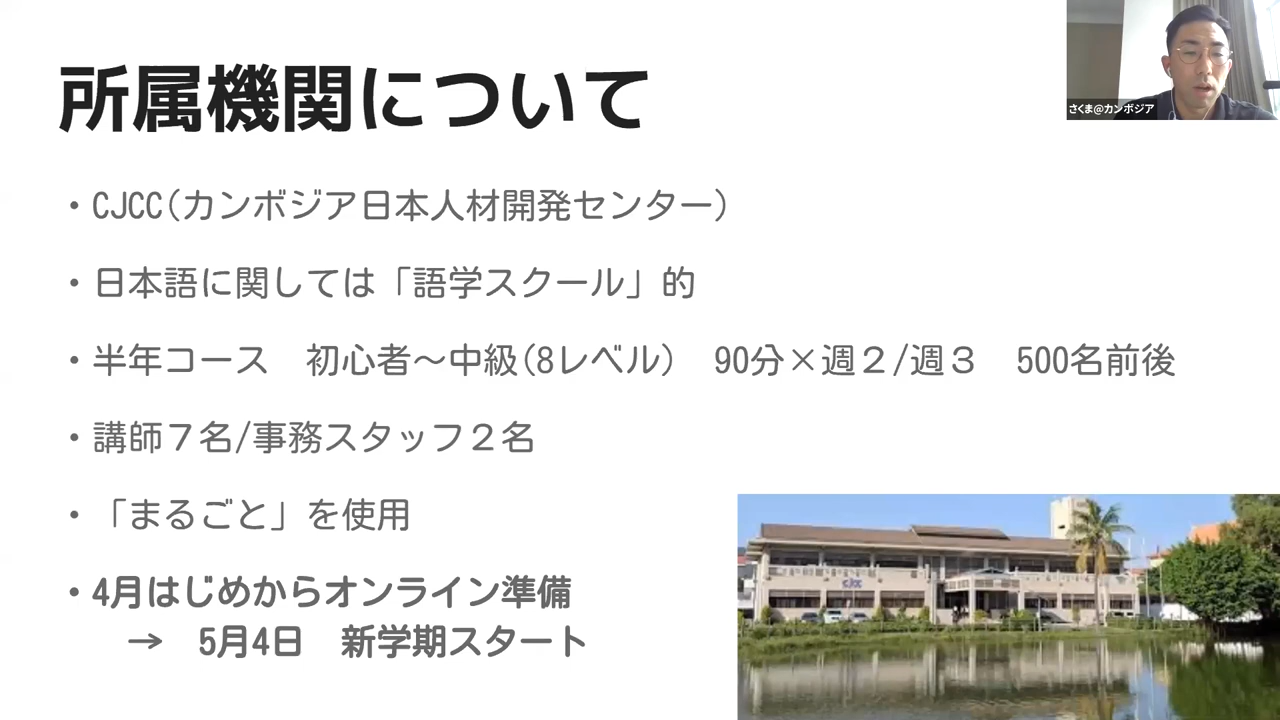 所属機関について
さくま@カンボジア
・CJCC(カンボジア日本人材開発センター)
・日本語に関しては「語学スクール」的
・半年コース　初心者～中級(8レベル)　90分×週２/週３　500名前後
・講師７名/事務スタッフ２名
・「まるごと」を使用
・4月はじめからオンライン準備
→　5月4日　新学期スタート
CJCC